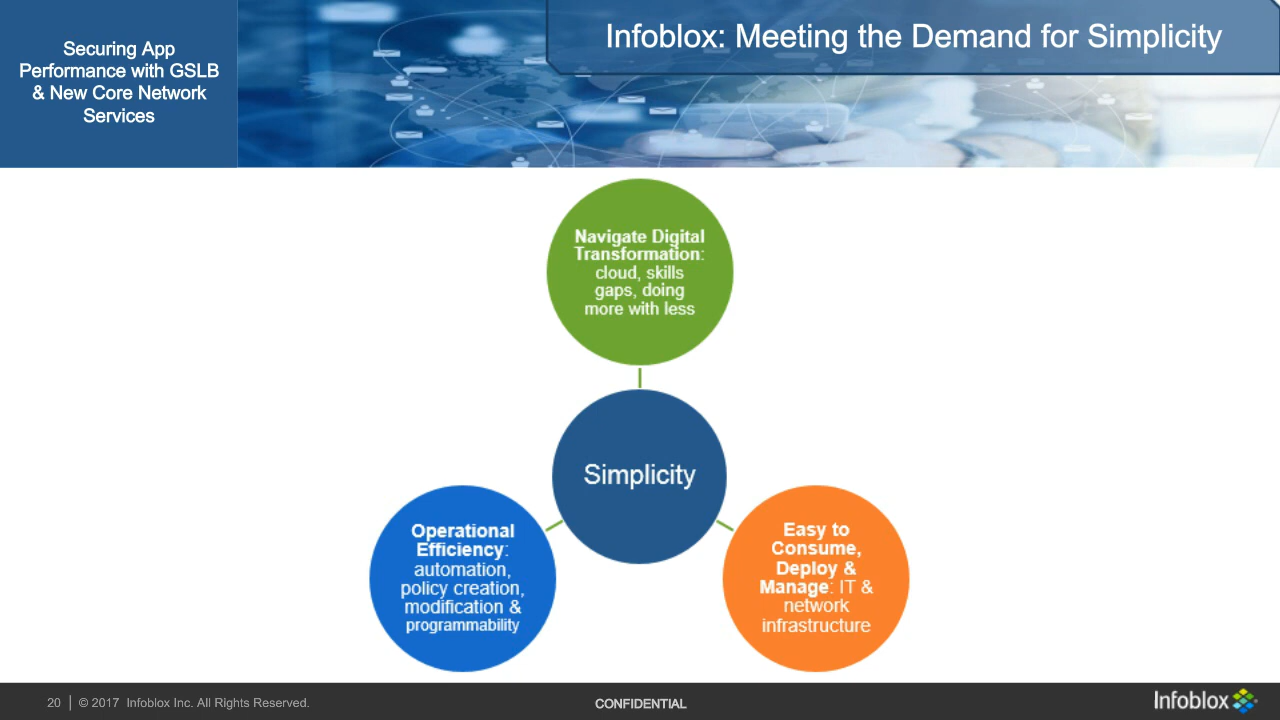 Securing App
Performance with GSLB
& New Core Network
Services
Infoblox: Meeting the Demand for Simplicity
Navigate Digital
Transformation:
cloud, skills
gaps, doing
more with less
Simplicity
Operational
Efficiency:
automation,
policy creation,
modification &
programmability
Easy to
Consume,
Deploy &
Manage: IT &
network
infrastructure
20 | © 2017 Infoblox Inc. All Rights Reserved.
CONFIDENTIAL
Infoblox